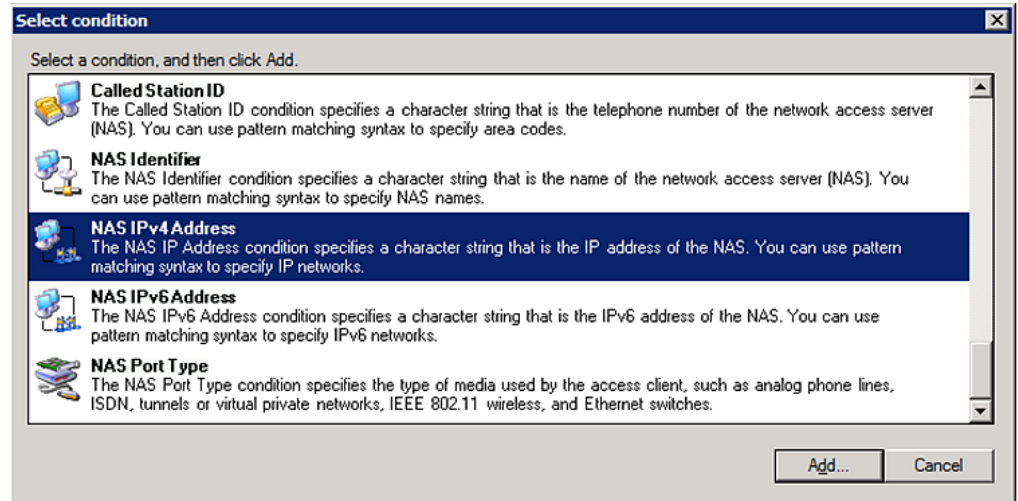 Select condition
Select a condition, and then click Add.
Called Station ID
The Called Station ID condition specifies a character string that is the telephone number of the network access server
(NAS). You can use pattern matching syntax to specify area codes.
NAS Identifier
The NAS Identifier condition specifies a character string that is the name of the network access server (NAS). You
can use pattern matching syntax to specify NAS names.
NAS IPv4 Address
The NAS IP Address condition specifies a character string that is the IP address of the NAS. You can use pattern
matching syntax to specify IP networks.
NAS IPv6 Address
The NAS IPv6 Address condition specifies a character string that is the IPv6 address of the NAS. You can use
pattern matching syntax to specify IPv6 networks.
NAS Port Type
The NAS Port Type condition specifies the type of media used by the access client, such as analog phone lines,
ISDN, tunnels or virtual private networks, IEEE 802.11 wireless, and Ethernet switches.
Add... Cancel